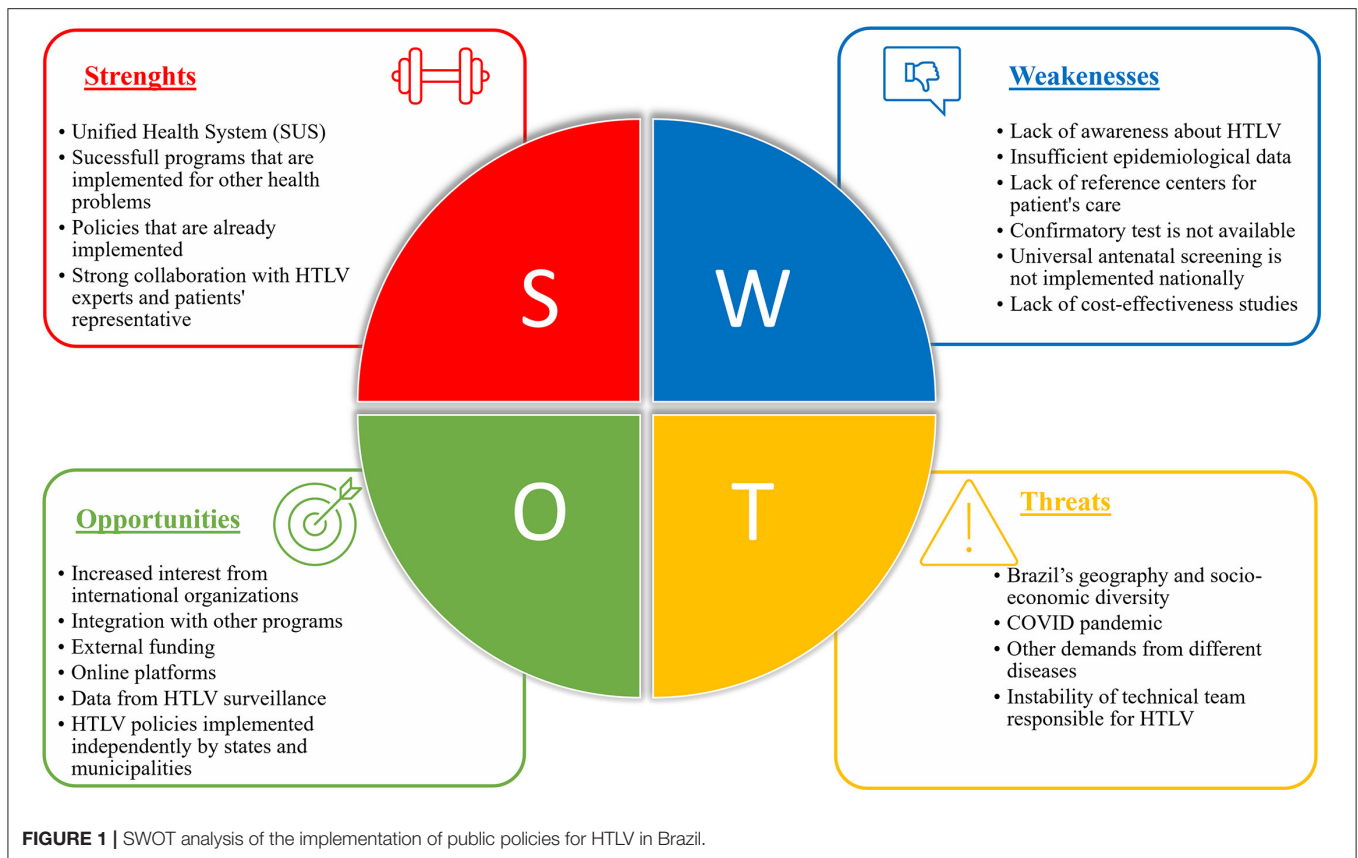 Strenghts
• Unified Health System (SUS)
• Sucessfull programs that are
implemented for other health
problems
• Policies that are already
implemented
• Strong collaboration with HTLV
experts and patients'
representative
Weakenesses
• Lack of awareness about HTLV
• Insufficient epidemiological data
• Lack of reference centers for
patient's care
• Confirmatory test is not available
• Universal antenatal screening is
not implemented nationally
• Lack of cost-effectiveness studies
S
W
O
T
Opportunities
• Increased interest from
international organizations
• Integration with other programs
• External funding
• Online platforms
• Data from HTLV surveillance
• HTLV policies implemented
independently by states and
municipalities
Threats
• Brazil’s geography and socio-
economic diversity
• COVID pandemic
• Other demands from different
diseases
• Instability of technical team
responsible for HTLV
FIGURE 1 | SWOT analysis of the implementation of public policies for HTLV in Brazil.